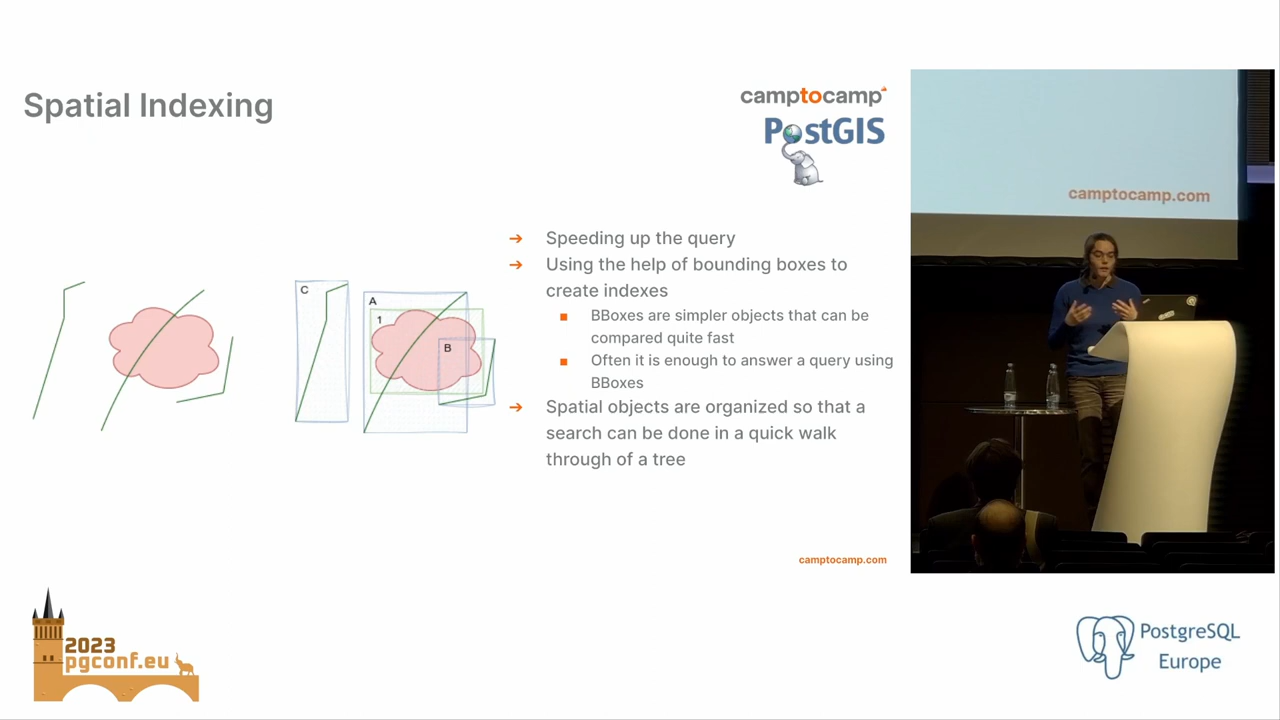 Spatial Indexing
camptocamp
PostGIS
➔ Speeding up the query
➔ Using the help of bounding boxes to
create indexes
■ BBoxes are simpler objects that can be
compared quite fast
■ Often it is enough to answer a query using
BBoxes
➔ Spatial objects are organized so that a
search can be done in a quick walk
through of a tree
C
A
1
B
camptocamp.com
camptocamp.com
2023
pgconf.eu
PostgreSQL
Europe